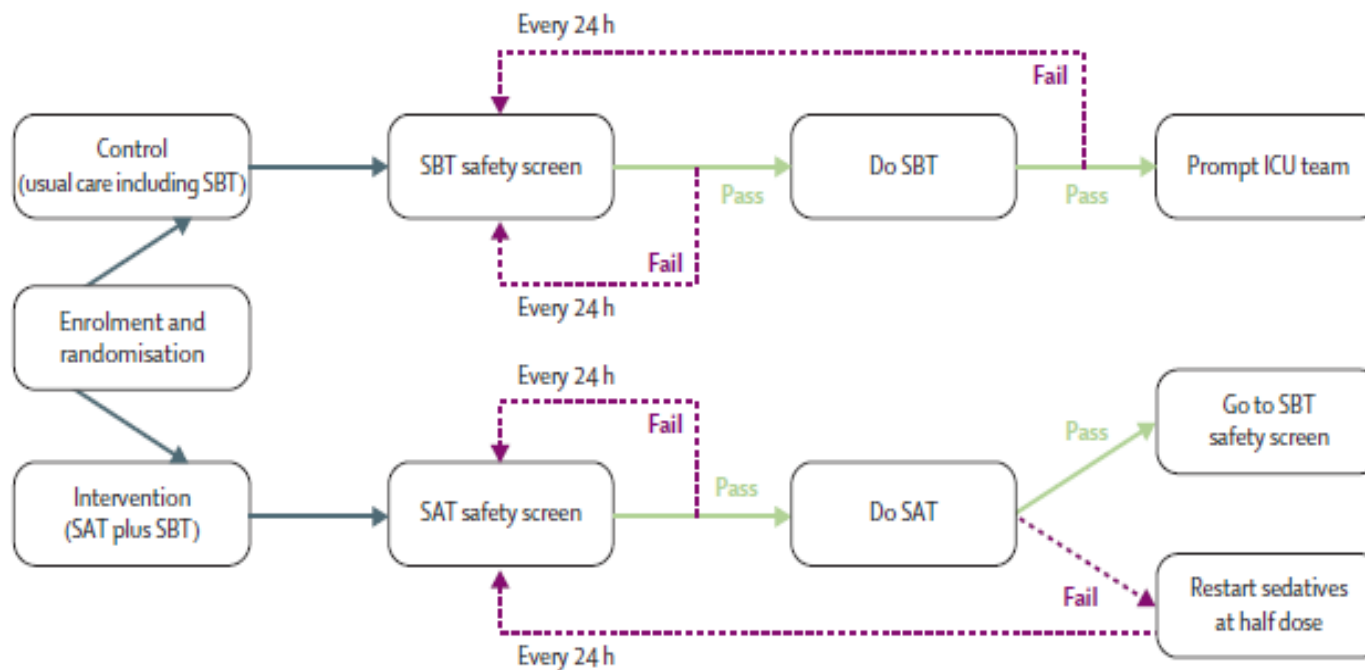 Every 24 h
Fail
Control
(usual care including SBT)
SBT safety screen
Pass
Do SBT
Pass
Prompt ICU team
Fail
Every 24 h
Enrolment and
randomisation
Every 24 h
Fail
Intervention
(SAT plus SBT)
SAT safety screen
Pass
Do SAT
Pass
Go to SBT
safety screen
Fail
Restart sedatives
at half dose
Every 24 h